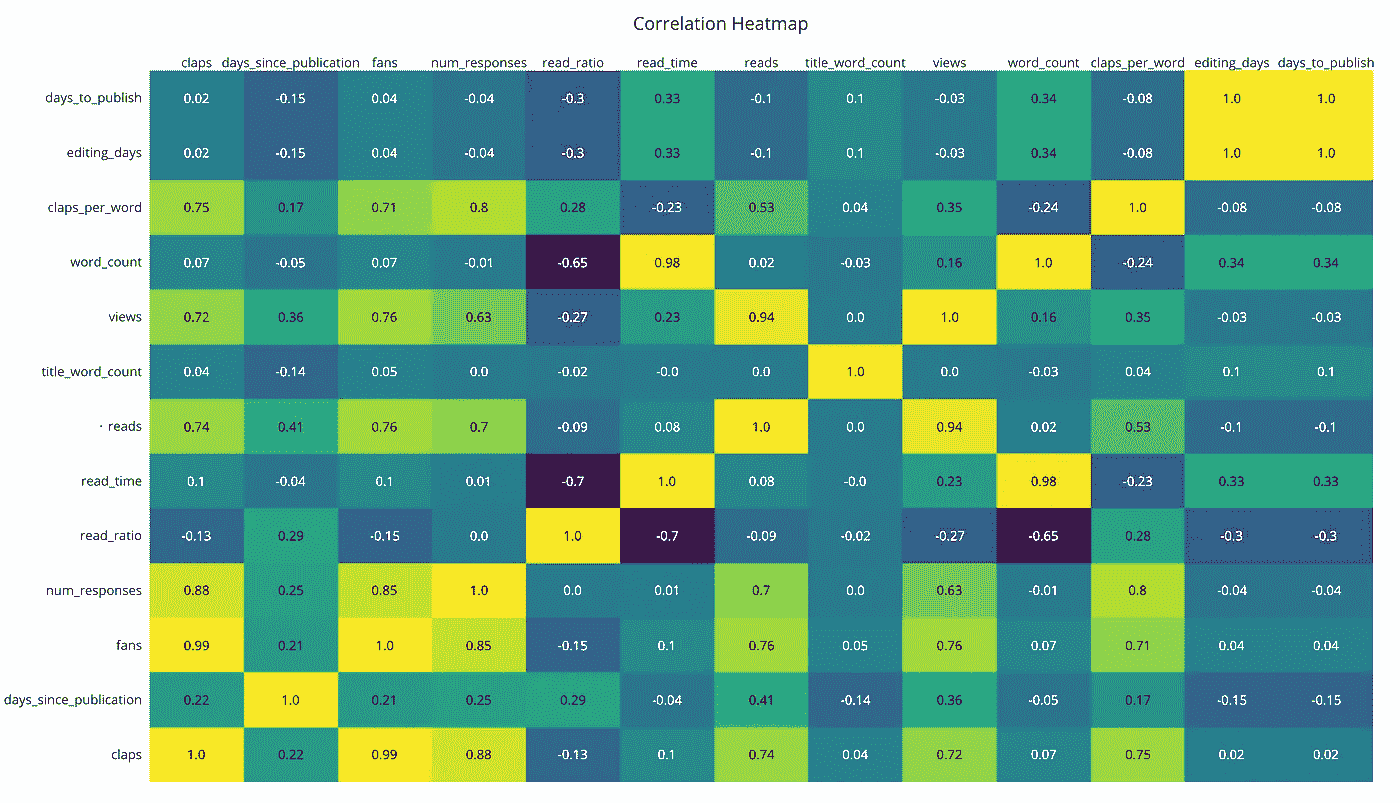 Correlation Heatmap
claps days_since_publication fans num_responses read_ratio read_time reads title_word_count views word_count claps_per_word editing_days days_to_publish
days_to_publish 0.02 -0.15 0.04 -0.04 -0.3 0.33 -0.1 0.1 -0.03 0.34 -0.08 1.0 1.0
editing_days 0.02 -0.15 0.04 -0.04 -0.3 0.33 -0.1 0.1 -0.03 0.34 -0.08 1.0 1.0
claps_per_word 0.75 0.17 0.71 0.8 0.28 -0.23 0.53 0.04 0.35 -0.24 1.0 -0.08 -0.08
word_count 0.07 -0.05 0.07 -0.01 -0.65 0.98 0.02 -0.03 0.16 1.0 -0.24 0.34 0.34
views 0.72 0.36 0.76 0.63 -0.27 0.23 0.94 0.0 1.0 0.16 0.35 -0.03 -0.03
title_word_count 0.04 -0.14 0.05 0.0 -0.02 -0.0 0.0 1.0 0.0 -0.03 0.04 0.1 0.1
reads 0.74 0.41 0.76 0.7 -0.09 0.08 1.0 0.0 0.94 0.02 0.53 -0.1 -0.1
read_time 0.1 -0.04 0.1 0.01 -0.7 1.0 0.08 -0.0 0.23 0.98 -0.23 0.33 0.33
read_ratio -0.13 0.29 -0.15 0.0 1.0 -0.7 -0.09 -0.02 -0.27 -0.65 0.28 -0.3 -0.3
num_responses 0.88 0.25 0.85 1.0 0.0 0.01 0.7 0.0 0.63 -0.01 0.8 -0.04 -0.04
fans 0.99 0.21 1.0 0.85 -0.15 0.1 0.76 0.05 0.76 0.07 0.71 0.04 0.04
days_since_publication 0.22 1.0 0.21 0.25 0.29 -0.04 0.41 -0.14 0.36 -0.05 0.17 -0.15 -0.15
claps 1.0 0.22 0.99 0.88 -0.13 0.1 0.74 0.04 0.72 0.07 0.75 0.02 0.02